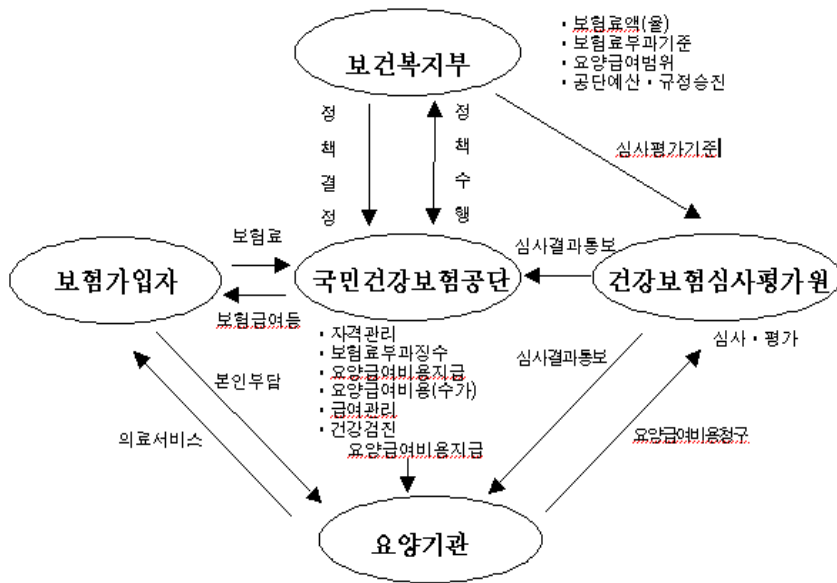 보건복지부
・보험료액(율)
・보험료부과기준
・요양급여범위
・공단예산・규정승진
정책결정
정책수행
심사평가기준
보험가입자
보험료
국민건강보험공단
심사결과통보
건강보험심사평가원
보험급여등
・자격관리
・보험료부과징수
・요양급여비용지급
・요양급여비용(수가)
・급여관리
・건강검진
심사・평가
본인부담
심사결과통보
의료서비스
요양급여비용지급
요양급여비용청구
요양기관